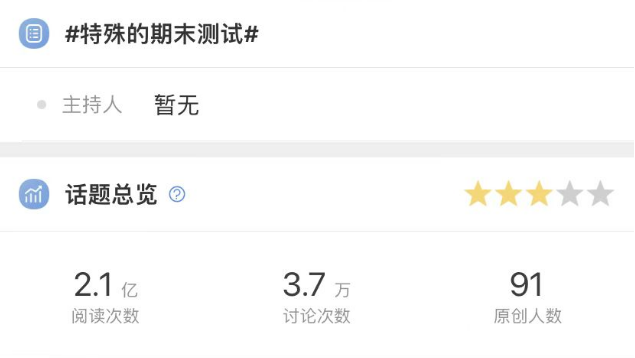 #特殊的期末测试#
主持人 暂无
话题总览 ?
2.1 亿 3.7 万 91
阅读次数 讨论次数 原创人数